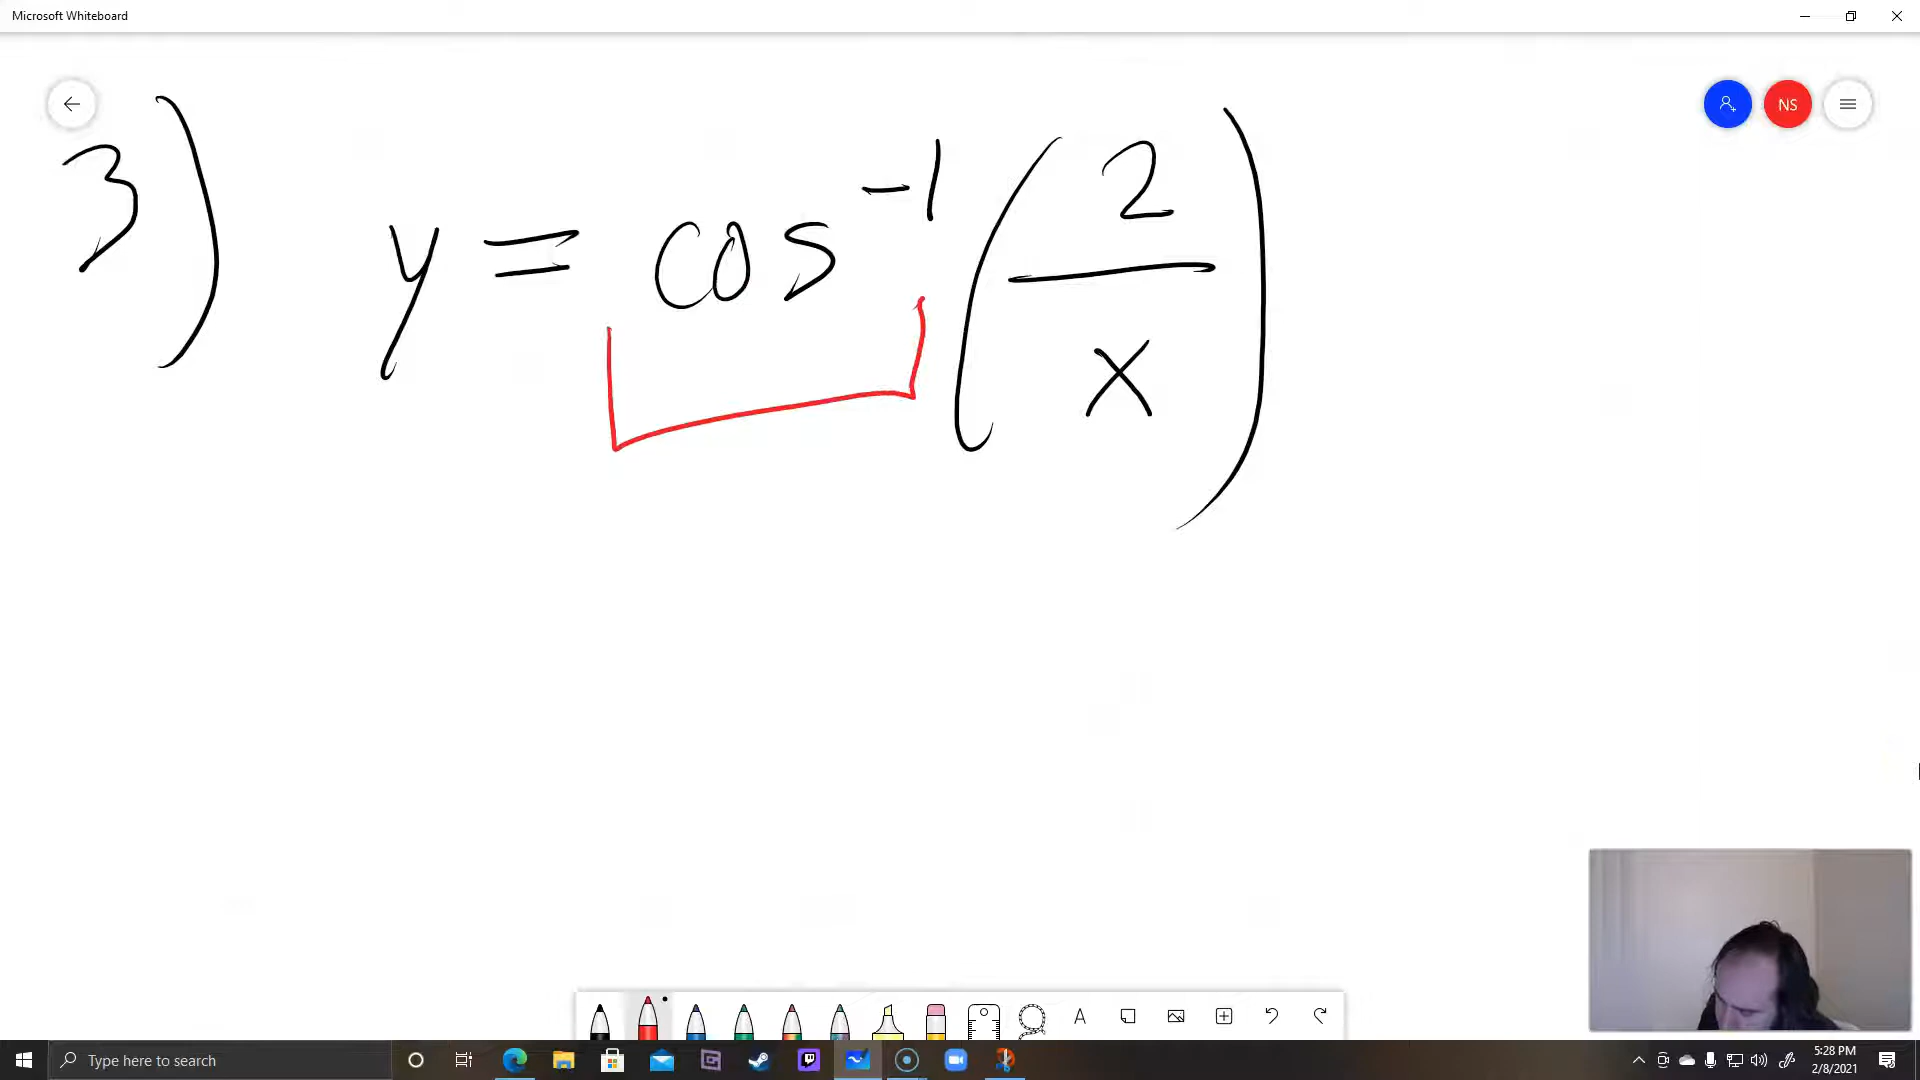 Microsoft Whiteboard
NS
3) y = cos⁻¹(2/x)
A
Type here to search
5:28 PM
2/8/2021